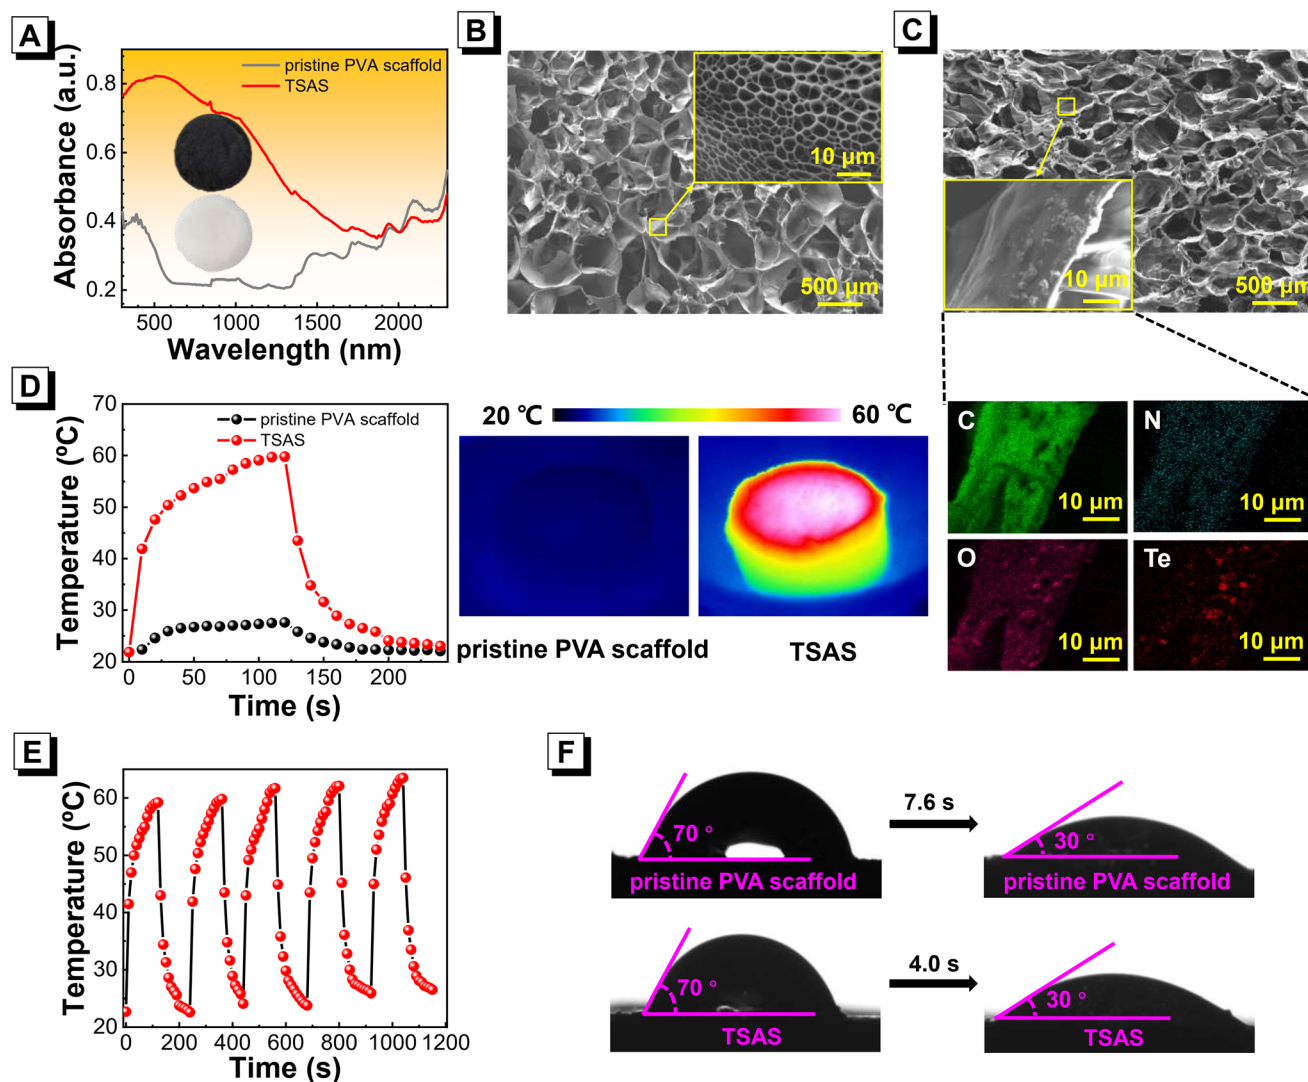 A
Absorbance (a.u.)
0.8
0.6
0.4
0.2
pristine PVA scaffold
TSAS
500
1000
1500
2000
Wavelength (nm)
B
10 μm
500 μm
C
10 μm
500 μm
D
Temperature (ºC)
70
60
50
40
30
20
pristine PVA scaffold
TSAS
0
50
100
150
200
Time (s)
20 ℃
60℃
pristine PVA scaffold
TSAS
C
10 μm
N
10 μm
O
10 μm
Te
10 μm
E
Temperature (ºC)
60
50
40
30
20
0
200
400
600
800
1000
1200
Time (s)
F
70 °
pristine PVA scaffold
7.6 s
30 °
pristine PVA scaffold
70 °
TSAS
4.0 s
30 °
TSAS